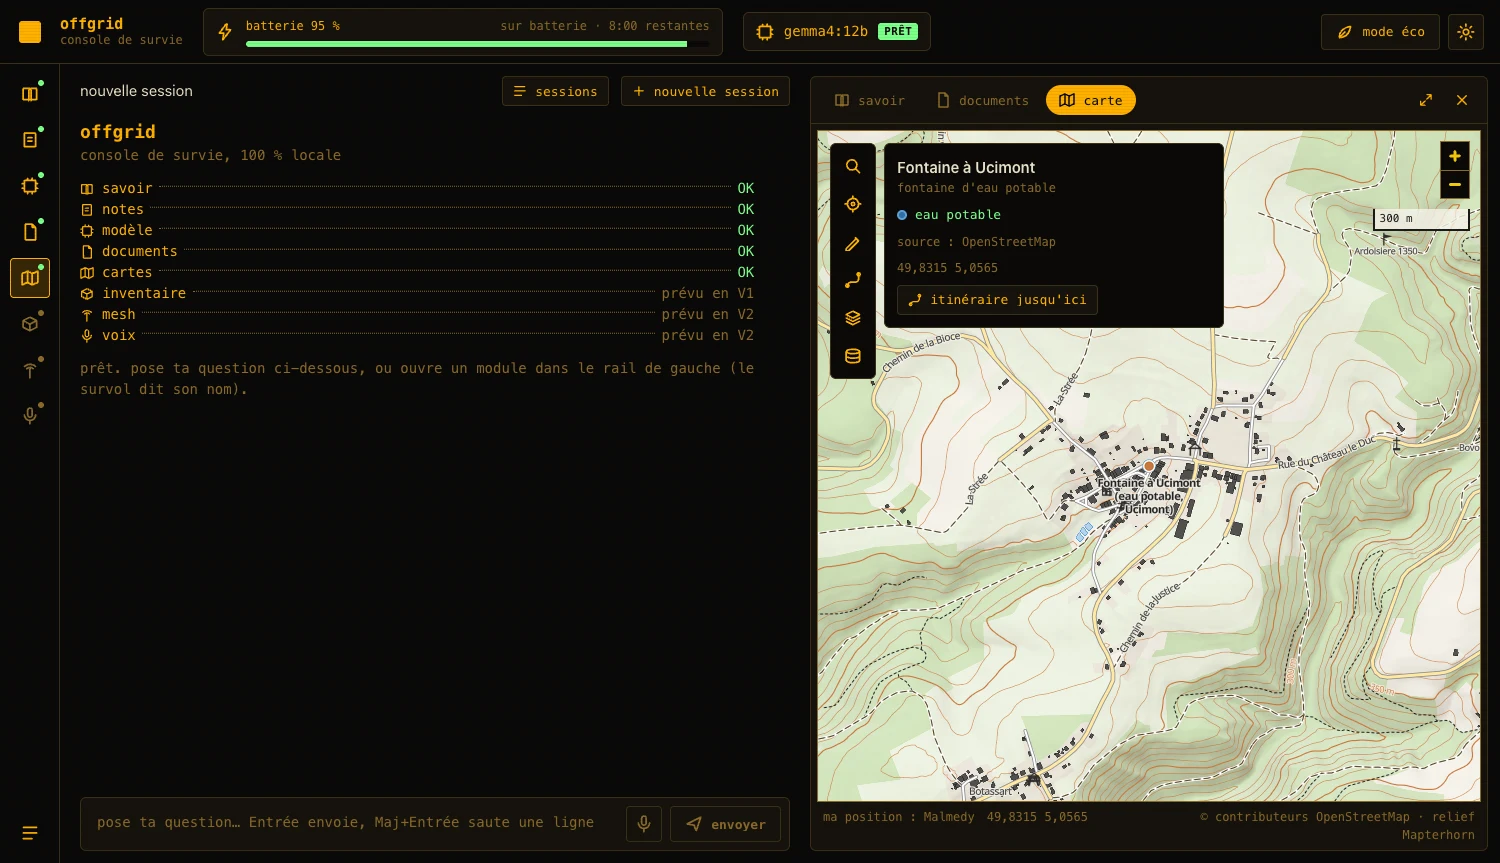 offgrid
console de survie
batterie 95 %
sur batterie · 8:00 restantes
gemma4:12b
PRÊT
mode éco
nouvelle session
sessions
nouvelle session
offgrid
console de survie, 100 % locale
savoir OK
notes OK
modèle OK
documents OK
cartes OK
inventaire prévu en V1
mesh prévu en V2
voix prévu en V2
prêt. pose ta question ci-dessous, ou ouvre un module dans le rail de gauche (le
survol dit son nom).
pose ta question… Entrée envoie, Maj+Entrée saute une ligne
envoyer
savoir
documents
carte
Fontaine à Ucimont
fontaine d'eau potable
eau potable
source : OpenStreetMap
49,8315 5,0565
itinéraire jusqu'ici
300 m
Ardoisière 1350
Chemin de la Bioce
La Strée
Rue du Château le Duc
La Strée
Fontaine à Ucimont
(eau potable,
Ucimont)
Chemin de la Justice
Botassart
ma position : Malmedy 49,8315 5,0565
© contributeurs OpenStreetMap · relief
Mapterhorn